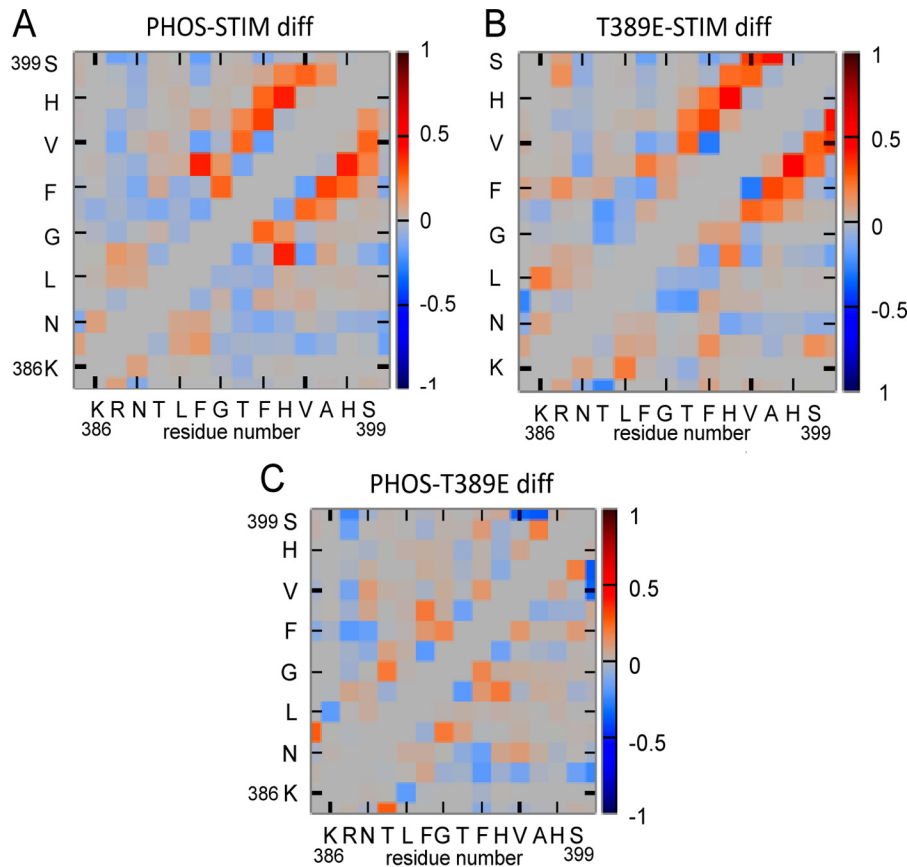 A
PHOS-STIM diff
399 S
H
V
F
G
L
N
386 K
K R N T L F G T F H V A H S
386
residue number
399
1
0.5
0
-0.5
-1
B
T389E-STIM diff
S
H
V
F
G
L
N
K
K R N T L F G T F H V A H S
386
residue number
399
1
0.5
0
-0.5
1
C
PHOS-T389E diff
399 S
H
V
F
G
L
N
386 K
K R N T L F G T F H V A H S
386
residue number
399
1
0.5
0
-0.5
-1